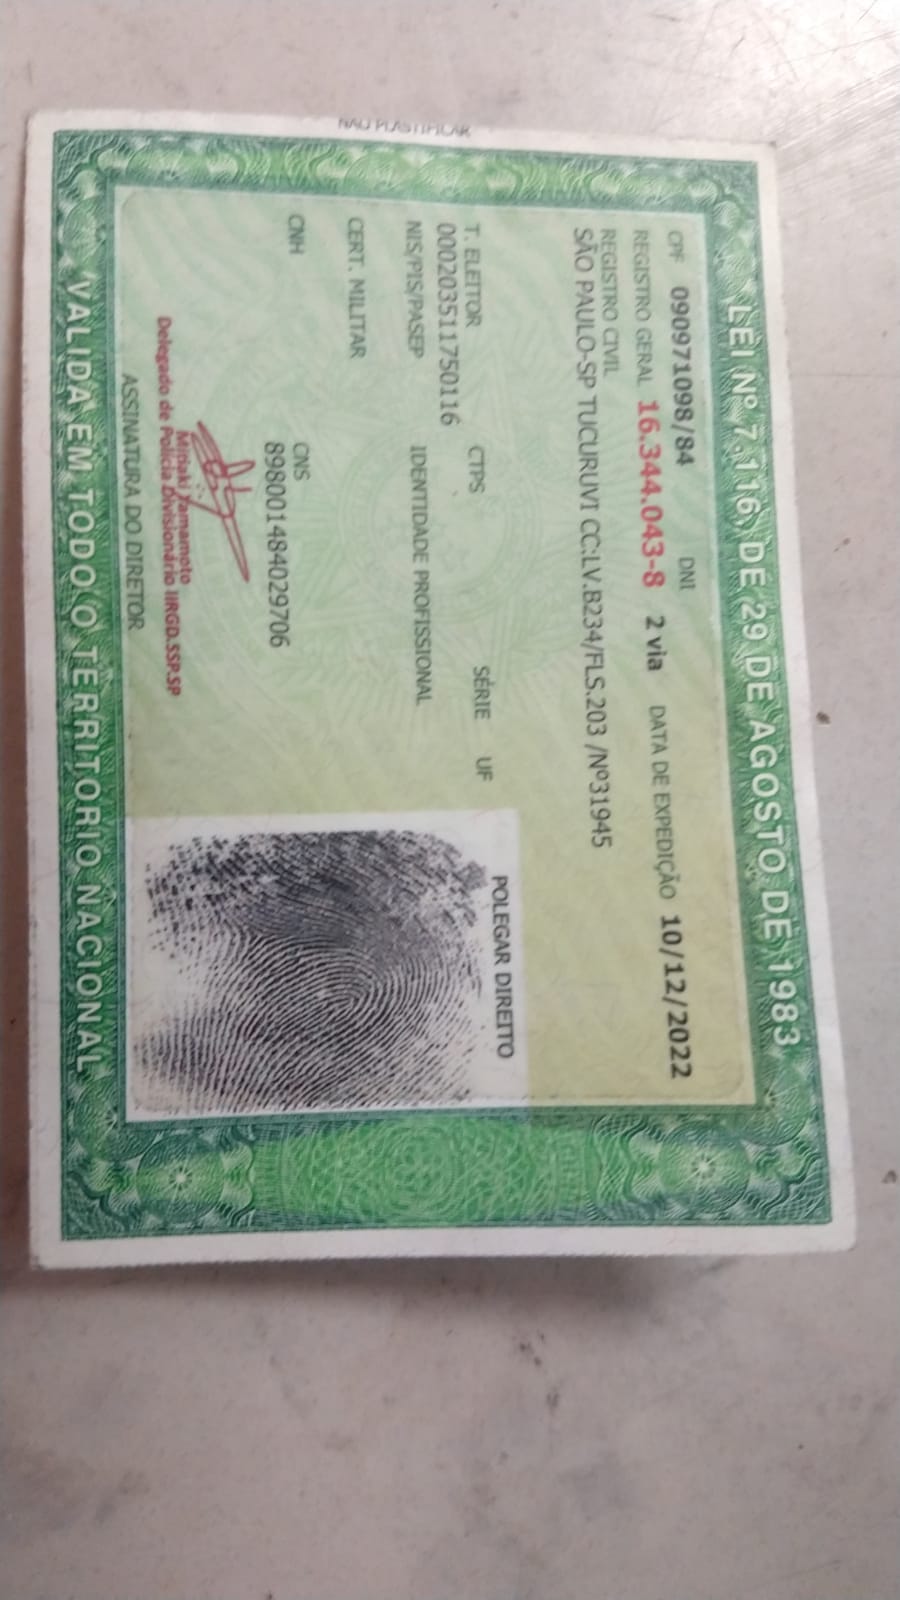 NÃO PLASTIFICAR
LEI Nº 7.116, DE 29 DE AGOSTO DE 1983
CPF 090971098/84 DNI
REGISTRO GERAL 16.344.043-8 2 via DATA DE EXPEDIÇÃO 10/12/2022
REGISTRO CIVIL
SÃO PAULO-SP TUCURUVI CC:LV.B234/FLS.203 /Nº31945
T. ELEITOR CTPS SÉRIE UF
000203511750116
NIS/PIS/PASEP IDENTIDADE PROFISSIONAL
CERT. MILITAR
CNH CNS
898001484029706
POLEGAR DIREITO
Mitiaki Yamamoto
Delegado de Polícia Divisionário IIRGD.SSP.SP
ASSINATURA DO DIRETOR
VALIDA EM TODO O TERRITORIO NACIONAL